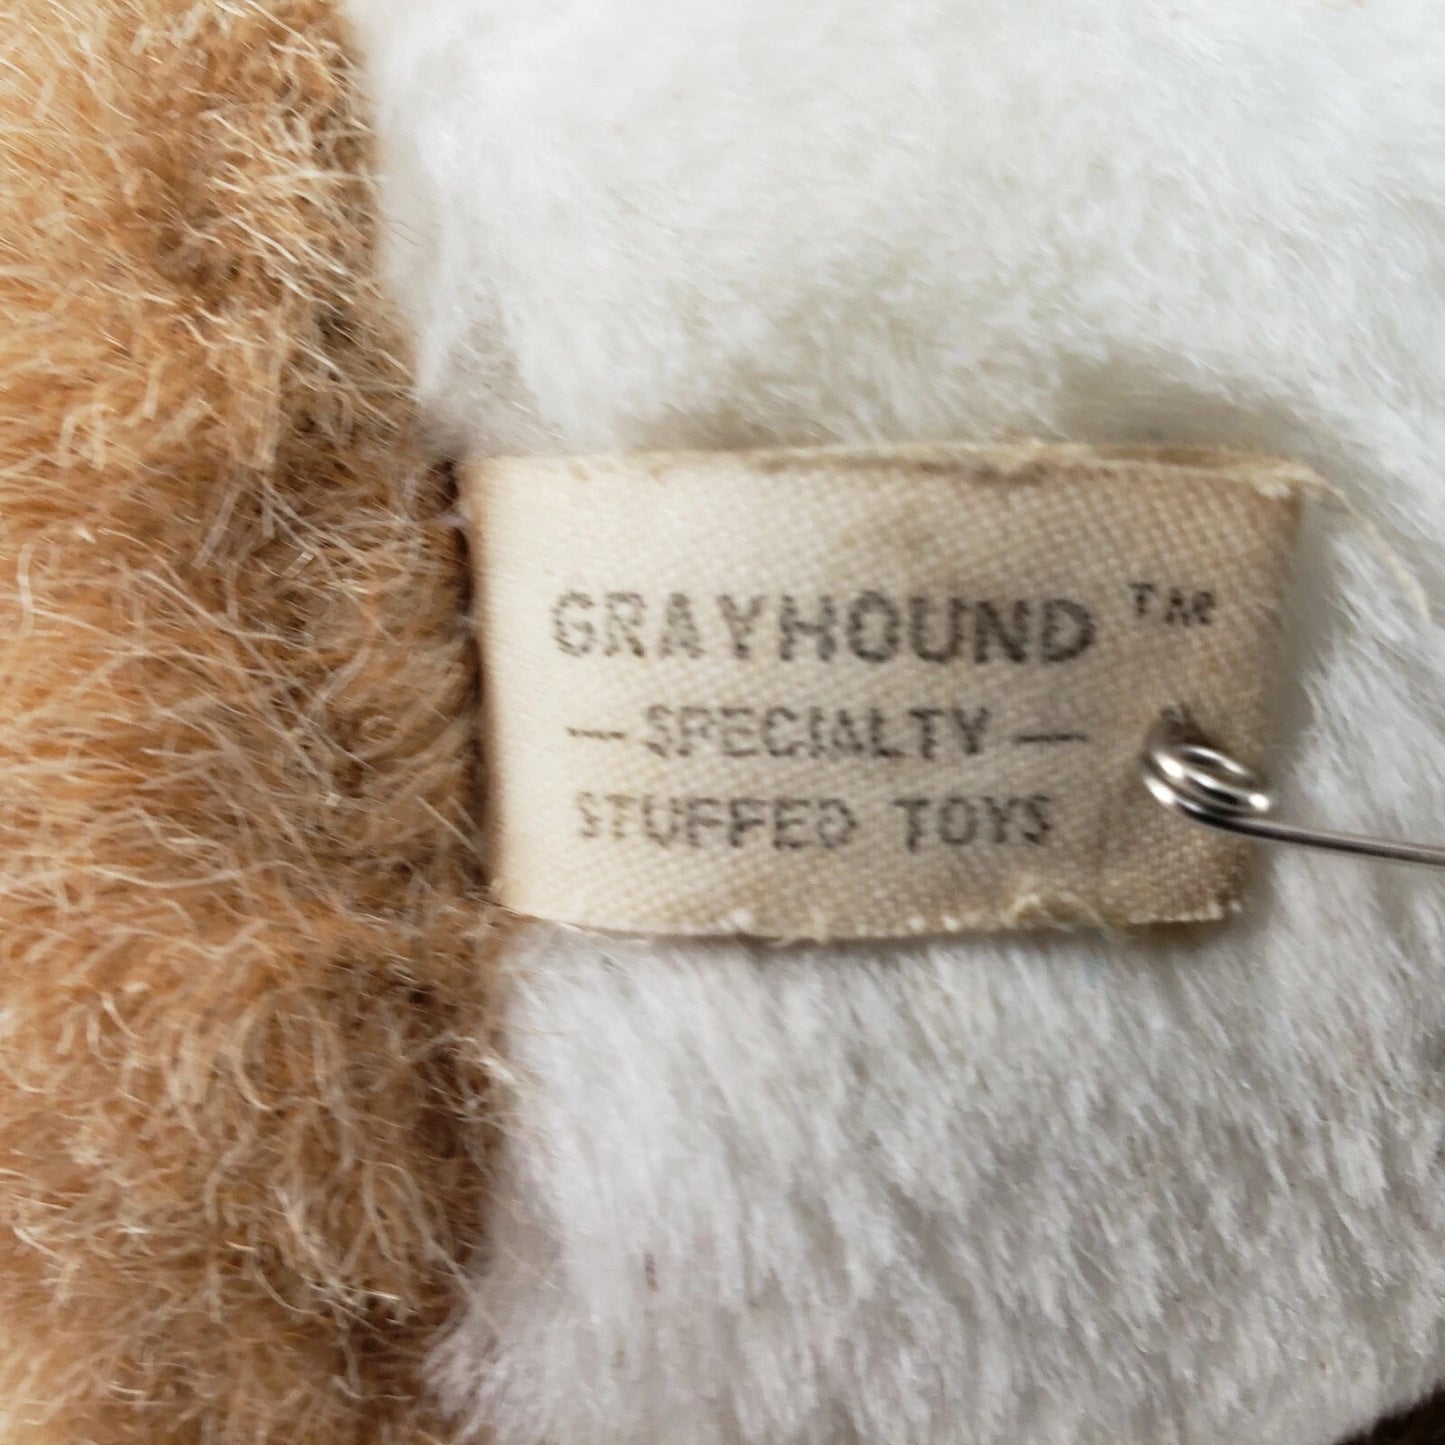 GRAYHOUND ™
— SPECIALTY —
STUFFED TOYS